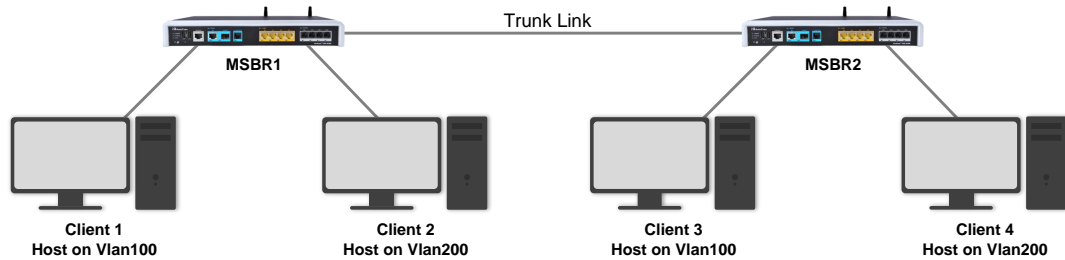 Trunk Link
MSBR1
MSBR2
Client 1
Host on Vlan100
Client 2
Host on Vlan200
Client 3
Host on Vlan100
Client 4
Host on Vlan200